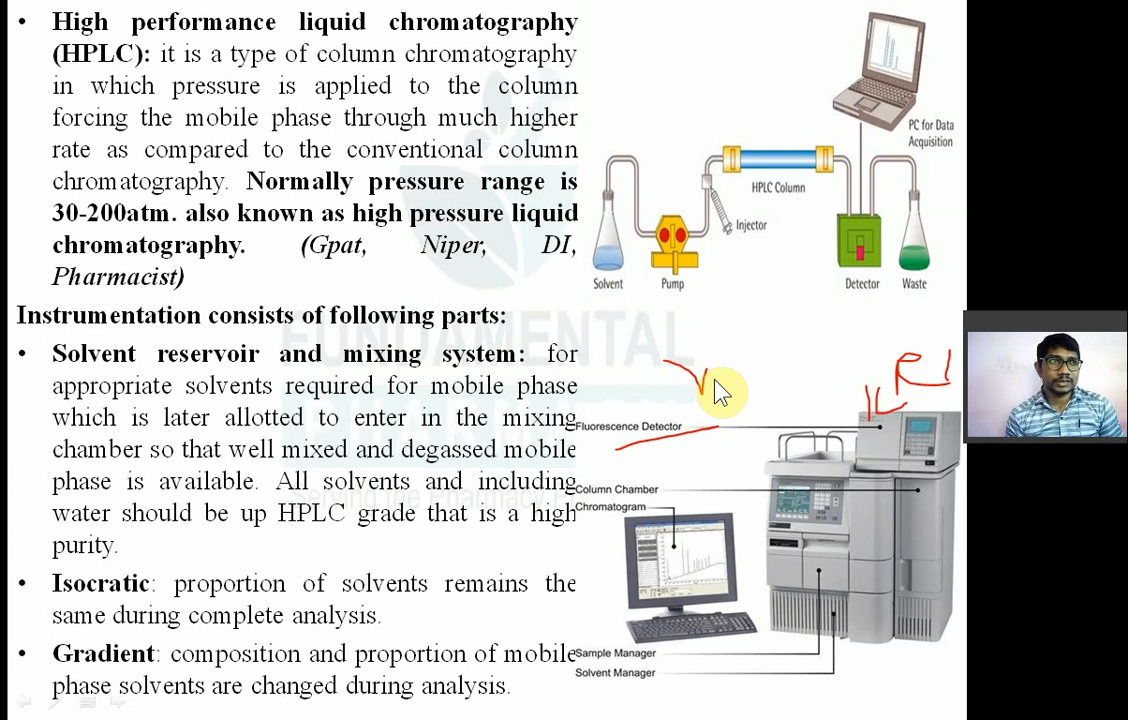 • High performance liquid chromatography
(HPLC): it is a type of column chromatography
in which pressure is applied to the column
forcing the mobile phase through much higher
rate as compared to the conventional column
chromatography. Normally pressure range is
30-200atm. also known as high pressure liquid
chromatography. (Gpat, Niper, DI,
Pharmacist)
Instrumentation consists of following parts:
• Solvent reservoir and mixing system: for
appropriate solvents required for mobile phase
which is later allotted to enter in the mixing
chamber so that well mixed and degassed mobile
phase is available. All solvents and including
water should be up HPLC grade that is a high
purity.
• Isocratic: proportion of solvents remains the
same during complete analysis.
• Gradient: composition and proportion of mobile
phase solvents are changed during analysis.
PC for Data
Acquisition
HPLC Column
Injector
Solvent
Pump
Detector
Waste
RI
Fluorescence Detector
Column Chamber
Chromatogram
Sample Manager
Solvent Manager
FUNDAMENTAL